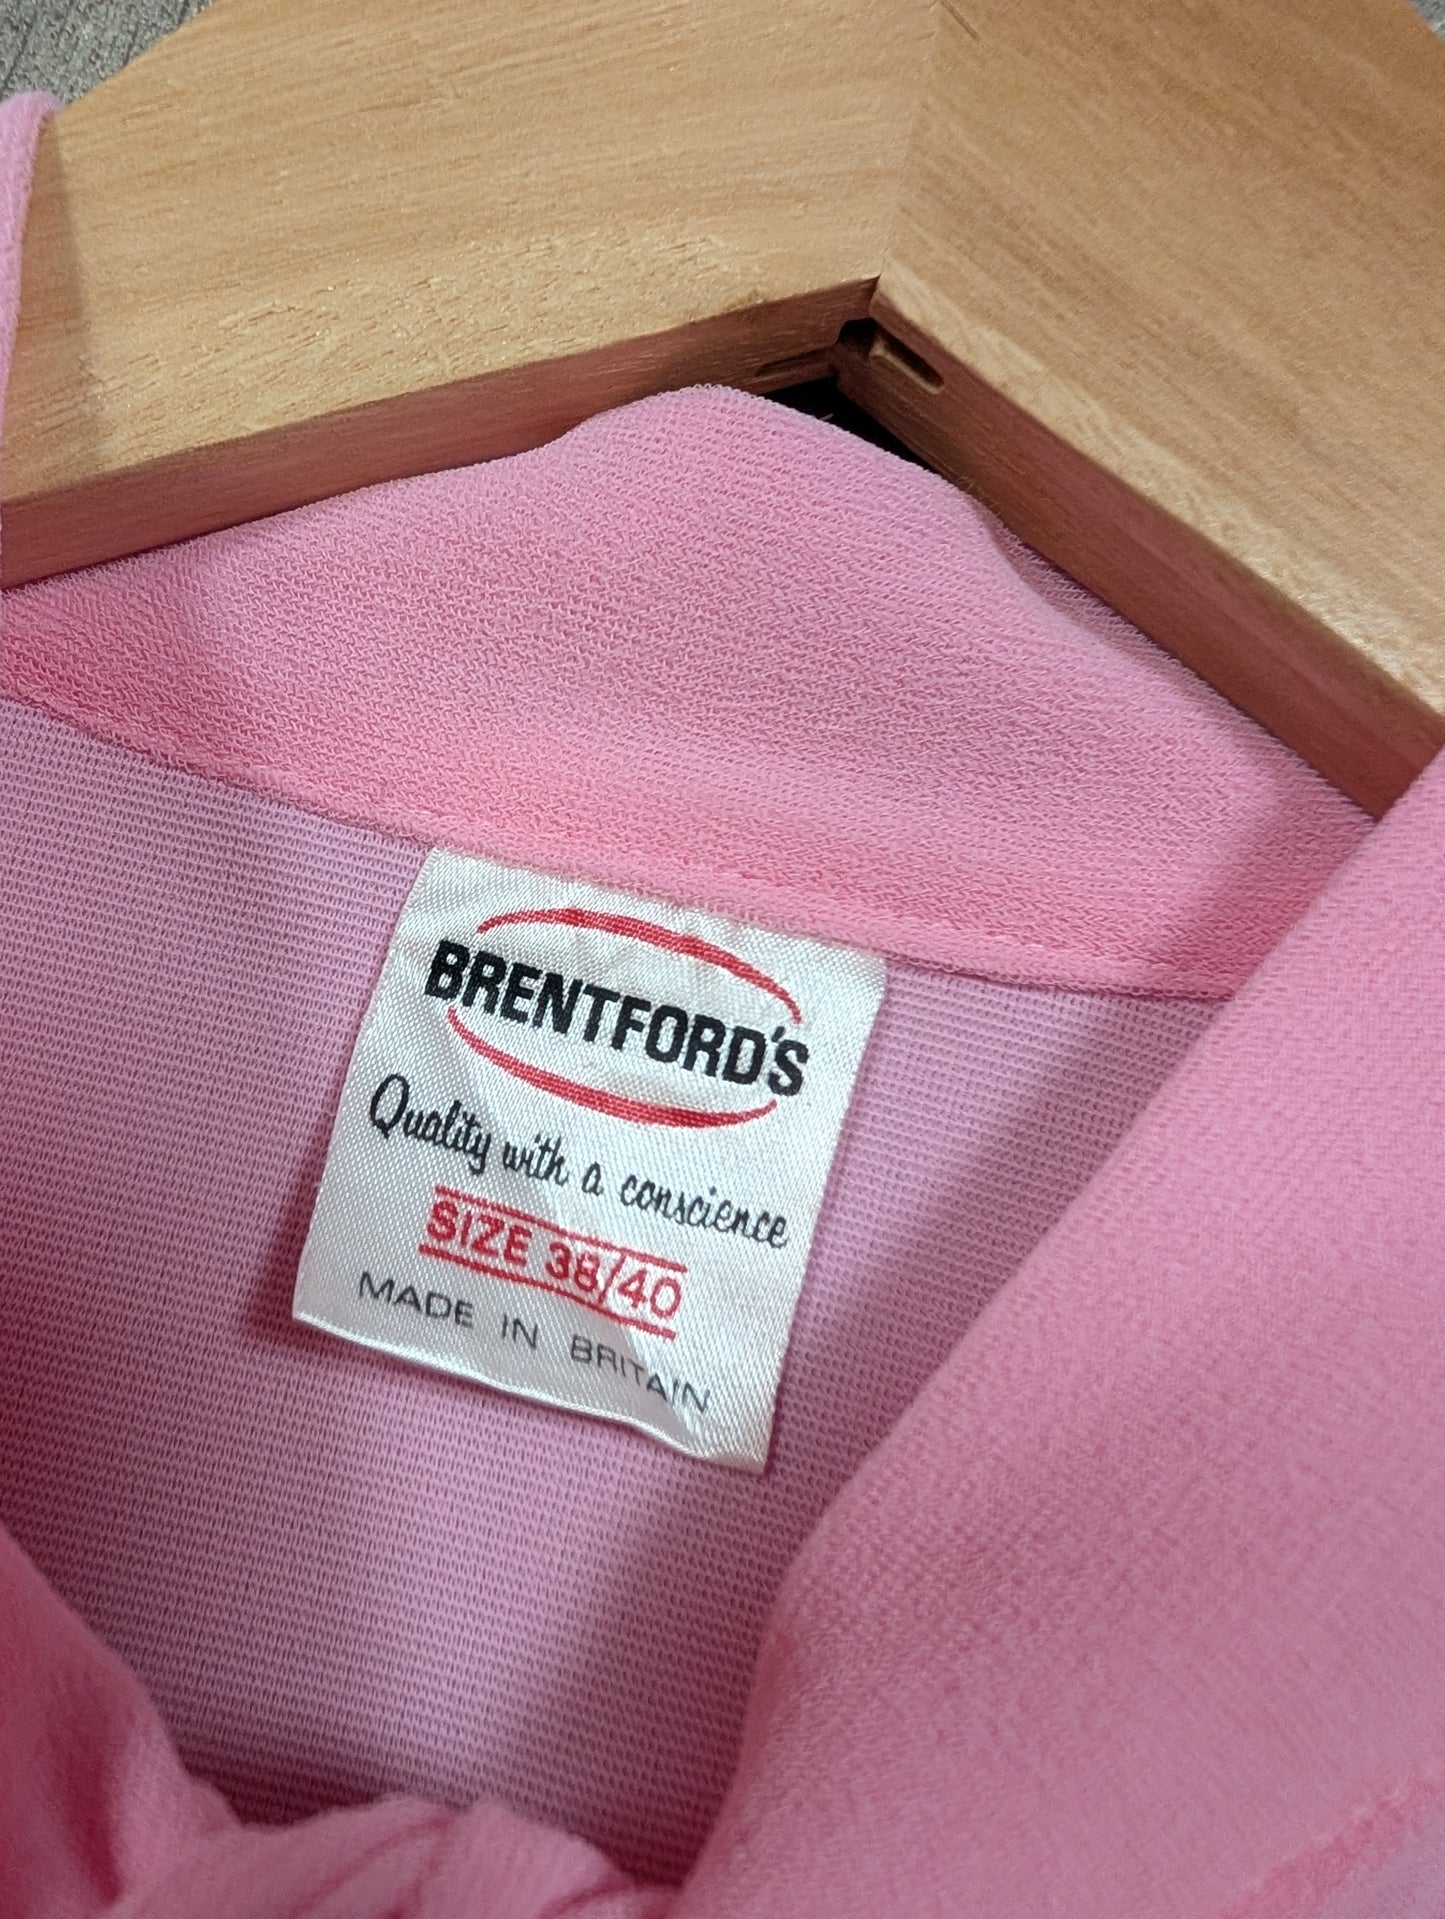 BRENTFORD'S
Quality with a conscience
SIZE 38/40
MADE IN BRITAIN